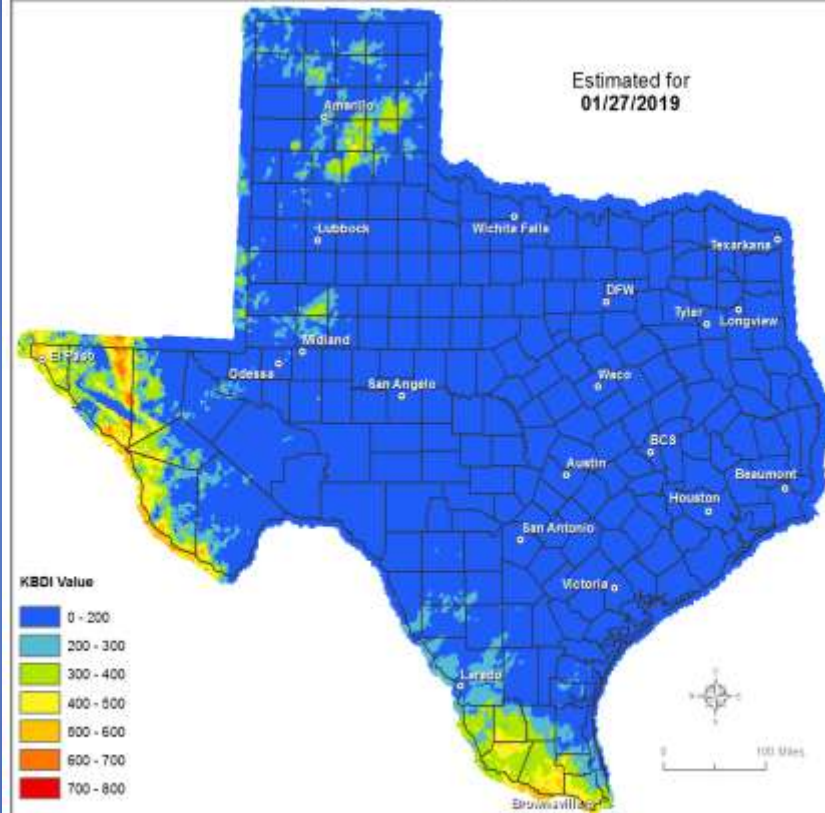 Estimated for
01/27/2019
Amarillo
Lubbock
Wichita Falls
Texarkana
DFW
Tyler
Longview
El Paso
Midland
Odessa
San Angelo
Waco
BCS
Austin
Beaumont
Houston
San Antonio
Victoria
Laredo
Brownsville
KBDI Value
0 - 200
200 - 300
300 - 400
400 - 500
500 - 600
600 - 700
700 - 800
0 100 Miles